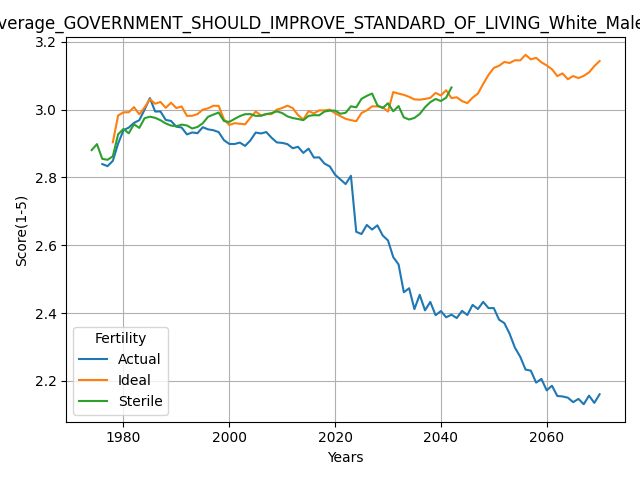 verage_GOVERNMENT_SHOULD_IMPROVE_STANDARD_OF_LIVING_White_Male
3.2
3.0
2.8
2.6
2.4
2.2
Score(1-5)
Fertility
Actual
Ideal
Sterile
1980
2000
2020
2040
2060
Years